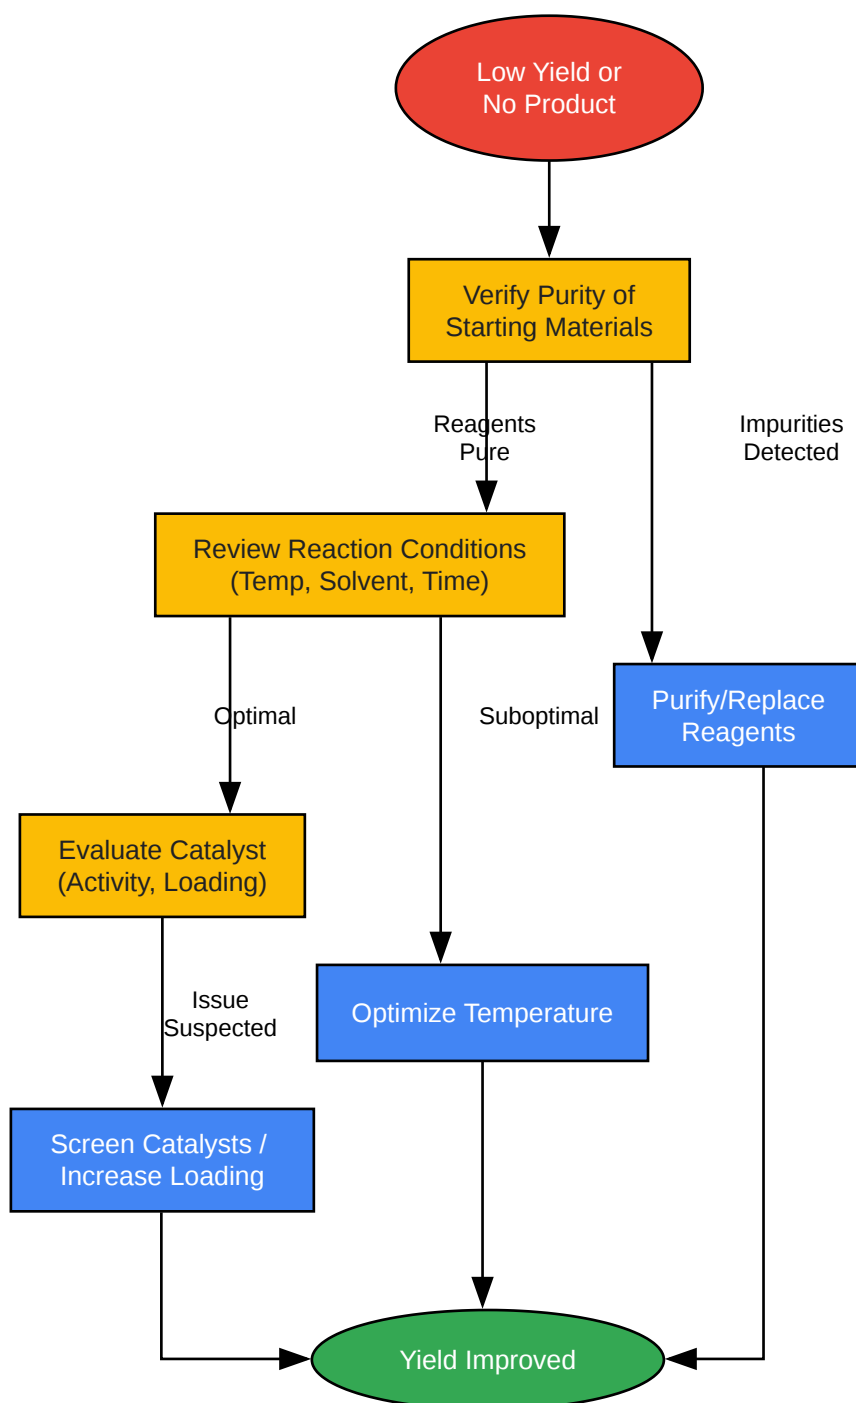 Low Yield or
No Product
Verify Purity of
Starting Materials
Reagents
Pure
Impurities
Detected
Review Reaction Conditions
(Temp, Solvent, Time)
Optimal
Suboptimal
Purify/Replace
Reagents
Evaluate Catalyst
(Activity, Loading)
Issue
Suspected
Optimize Temperature
Screen Catalysts /
Increase Loading
Yield Improved